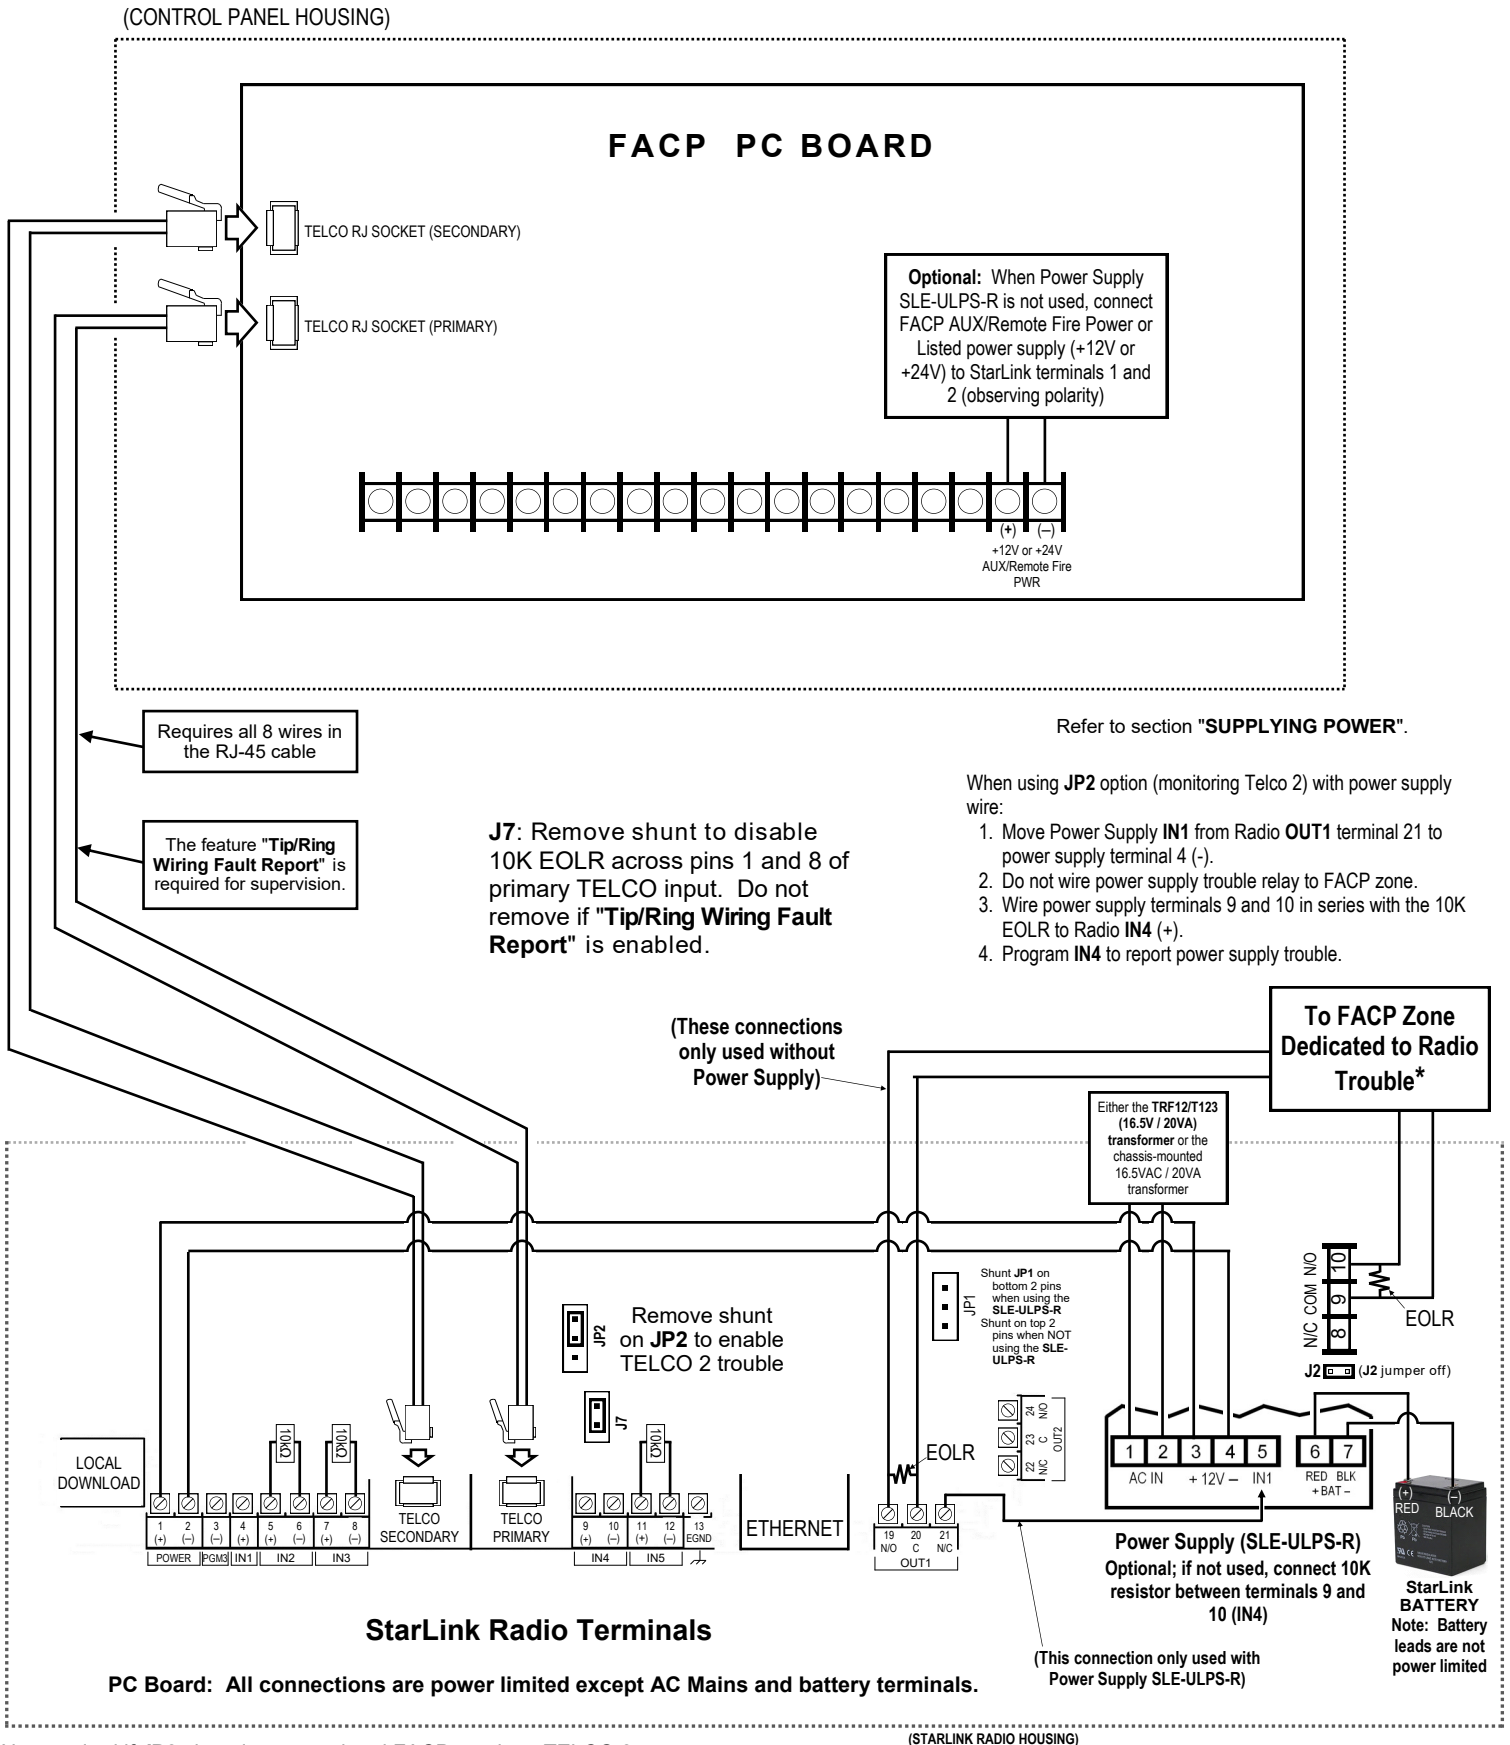 (CONTROL PANEL HOUSING)
FACP PC BOARD
TELCO RJ SOCKET (SECONDARY)
TELCO RJ SOCKET (PRIMARY)
Optional: When Power Supply
SLE-ULPS-R is not used, connect
FACP AUX/Remote Fire Power or
Listed power supply (+12V or
+24V) to StarLink terminals 1 and
2 (observing polarity)
(+) (–)
+12V or +24V
AUX/Remote Fire
PWR
Requires all 8 wires in
the RJ-45 cable
The feature "Tip/Ring
Wiring Fault Report" is
required for supervision.
J7: Remove shunt to disable
10K EOLR across pins 1 and 8 of
primary TELCO input. Do not
remove if "Tip/Ring Wiring Fault
Report" is enabled.
Refer to section "SUPPLYING POWER".
When using JP2 option (monitoring Telco 2) with power supply
wire:
1. Move Power Supply IN1 from Radio OUT1 terminal 21 to
power supply terminal 4 (-).
2. Do not wire power supply trouble relay to FACP zone.
3. Wire power supply terminals 9 and 10 in series with the 10K
EOLR to Radio IN4 (+).
4. Program IN4 to report power supply trouble.
(These connections
only used without
Power Supply)
To FACP Zone
Dedicated to Radio
Trouble*
Either the TRF12/T123
(16.5V / 20VA)
transformer or the
chassis-mounted
16.5VAC / 20VA
transformer
JP2
Remove shunt
on JP2 to enable
TELCO 2 trouble
J7
JP1
Shunt JP1 on
bottom 2 pins
when using the
SLE-ULPS-R
Shunt on top 2
pins when NOT
using the SLE-
ULPS-R
N/C COM N/O
8 9 10
EOLR
J2 (J2 jumper off)
LOCAL
DOWNLOAD
10kΩ
10kΩ
10kΩ
1 2 3 4 5 6 7 8
(+) (–) (–) (+) (+) (–) (+) (–)
POWER PGM3 IN1 IN2 IN3
TELCO
SECONDARY
TELCO
PRIMARY
9 10 11 12 13
(+) (–) (+) (–) EGND
IN4 IN5
ETHERNET
EOLR
19 20 21
N/O C N/C
OUT1
22 23 24
N/C C N/O
OUT2
1 2 3 4 5 6 7
AC IN + 12V – IN1
RED BLK
+ BAT –
(+) (–)
RED BLACK
Power Supply (SLE-ULPS-R)
Optional; if not used, connect 10K
resistor between terminals 9 and
10 (IN4)
StarLink
BATTERY
Note: Battery
leads are not
power limited
StarLink Radio Terminals
(This connection only used with
Power Supply SLE-ULPS-R)
PC Board: All connections are power limited except AC Mains and battery terminals.
(STARLINK RADIO HOUSING)